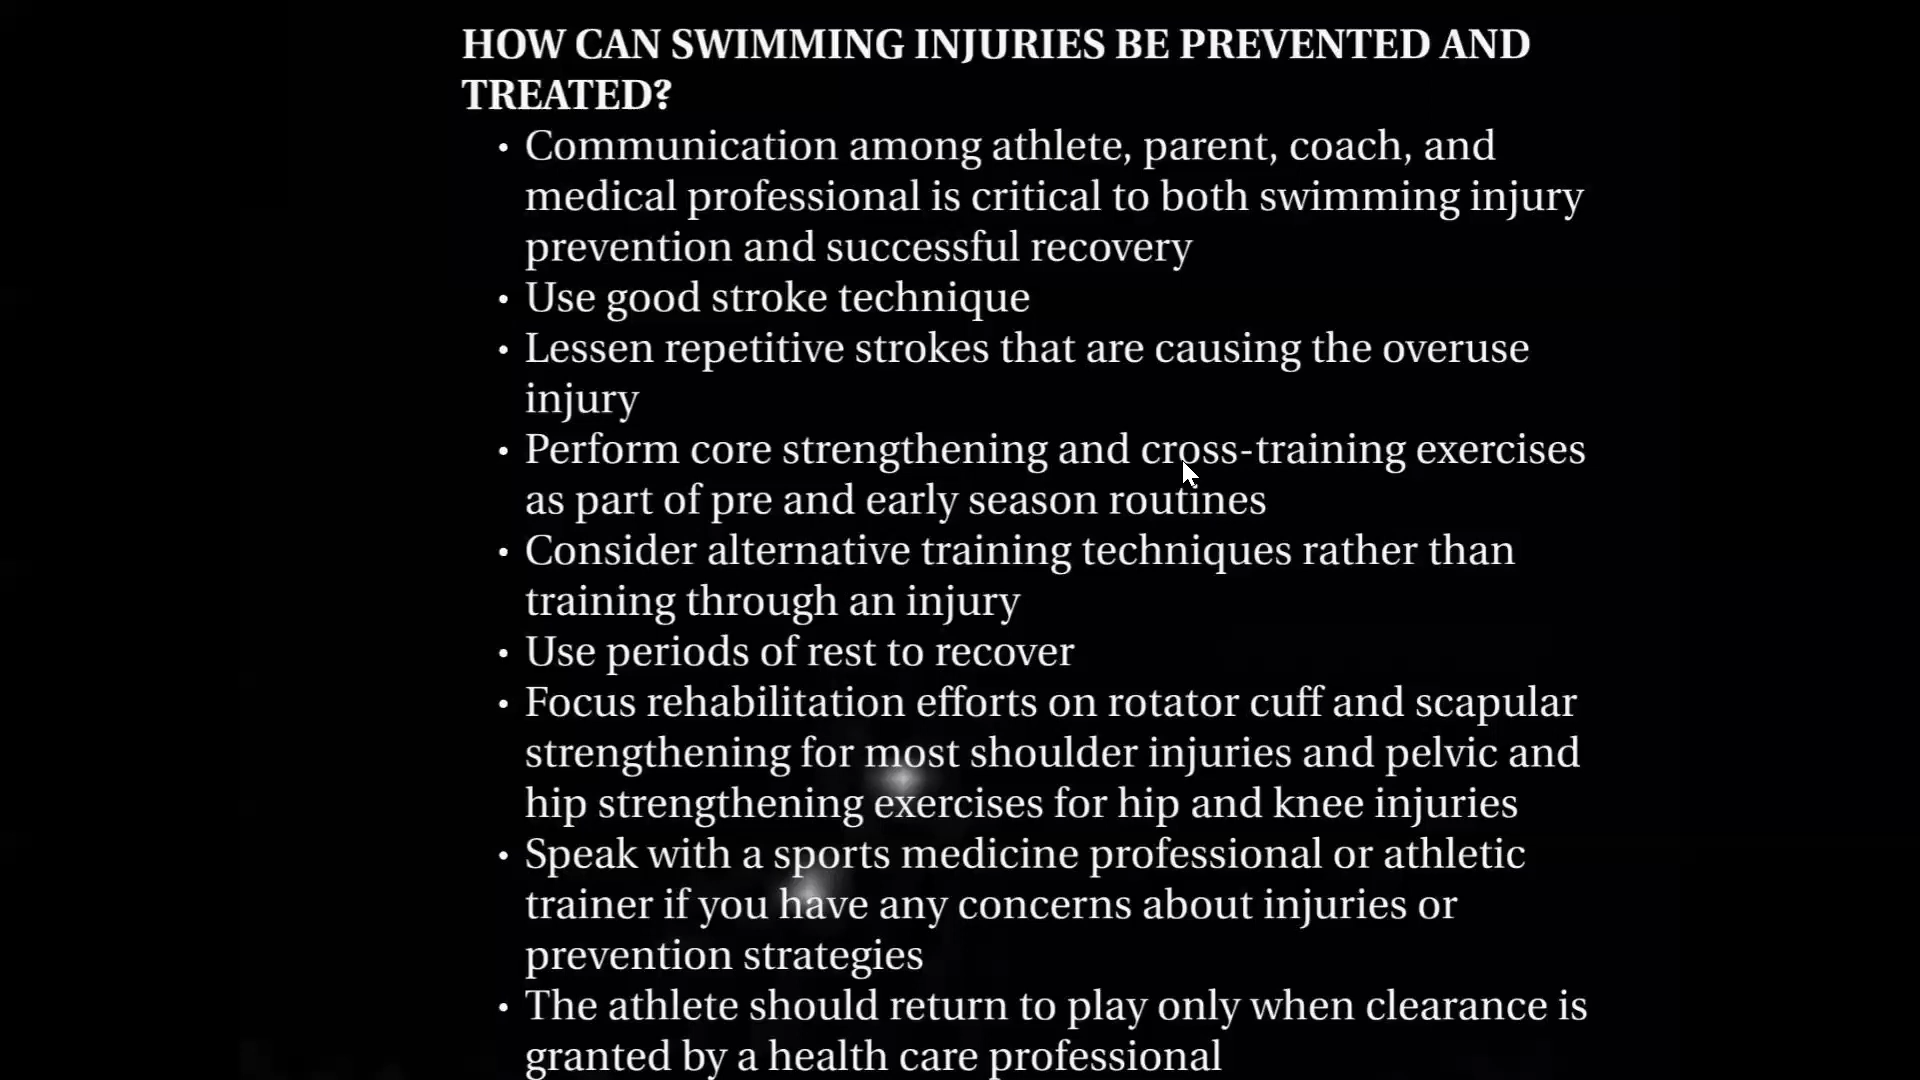 HOW CAN SWIMMING INJURIES BE PREVENTED AND
TREATED?
• Communication among athlete, parent, coach, and
medical professional is critical to both swimming injury
prevention and successful recovery
• Use good stroke technique
• Lessen repetitive strokes that are causing the overuse
injury
• Perform core strengthening and cross-training exercises
as part of pre and early season routines
• Consider alternative training techniques rather than
training through an injury
• Use periods of rest to recover
• Focus rehabilitation efforts on rotator cuff and scapular
strengthening for most shoulder injuries and pelvic and
hip strengthening exercises for hip and knee injuries
• Speak with a sports medicine professional or athletic
trainer if you have any concerns about injuries or
prevention strategies
• The athlete should return to play only when clearance is
granted by a health care professional